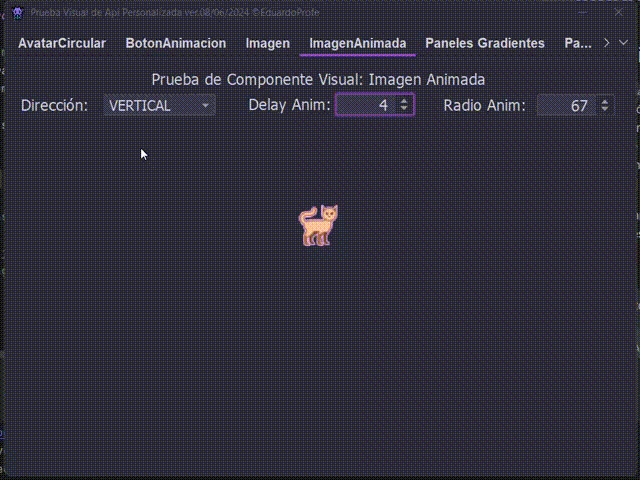 Prueba Visual de Api Personalizada ver.08/06/2024 ©EduardoProfe
AvatarCircular BotonAnimacion Imagen ImagenAnimada Paneles Gradientes Pa...
Prueba de Componente Visual: Imagen Animada
Dirección: VERTICAL Delay Anim: 4 Radio Anim: 67